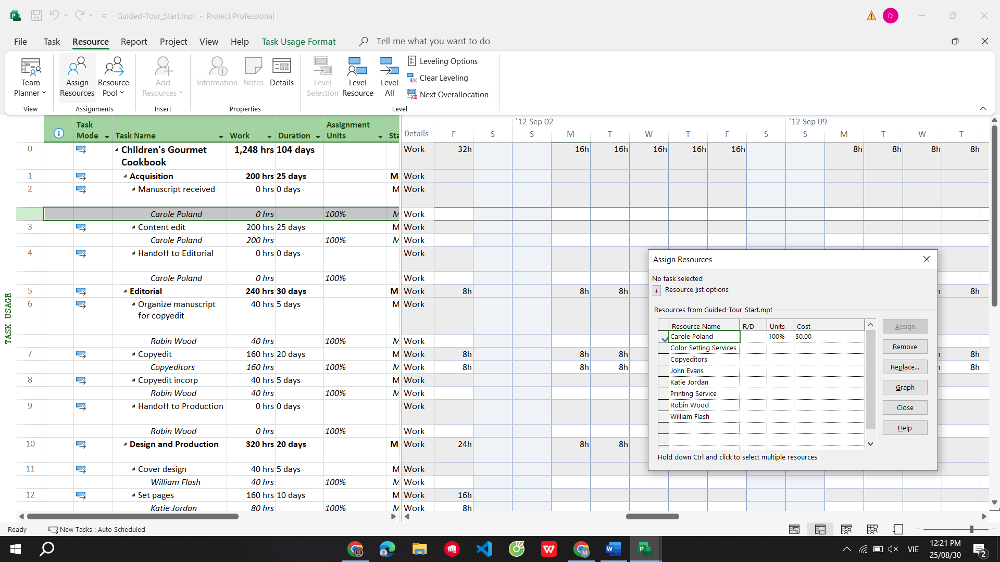 Guided-Tour_Start.mpt - Project Professional
D
File Task Resource Report Project View Help Task Usage Format Tell me what you want to do
Team Planner
Assign Resources
Resource Pool
Add Resources
Information
Notes
Details
Level Selection
Level Resource
Level All
Leveling Options
Clear Leveling
Next Overallocation
View Assignments Insert Properties Level
Task Mode Task Name Work Duration Assignment Units Sta Details
'12 Sep 02 '12 Sep 09
F S S M T W T F S S M T W T
0 Children's Gourmet Cookbook 1,248 hrs 104 days Work 32h 16h 16h 16h 16h 16h 8h 8h 8h 8h
1 Acquisition 200 hrs 25 days M Work
2 Manuscript received 0 hrs 0 days M Work
Carole Poland 0 hrs 100% M Work
3 Content edit 200 hrs 25 days M Work
Carole Poland 200 hrs 100% M Work
4 Handoff to Editorial 0 hrs 0 days M Work
Carole Poland 0 hrs 100% M Work
5 Editorial 240 hrs 30 days M Work 8h 8h 8h 8h
6 Organize manuscript for copyedit 40 hrs 5 days M Work
Robin Wood 40 hrs 100% M Work
7 Copyedit 160 hrs 20 days M Work 8h 8h 8h 8h
Copyeditors 160 hrs 100% M Work 8h 8h 8h 8h
8 Copyedit incorp 40 hrs 5 days M Work
Robin Wood 40 hrs 100% M Work
9 Handoff to Production 0 hrs 0 days M Work
Robin Wood 0 hrs 100% M Work
10 Design and Production 320 hrs 20 days M Work 24h 8h 8h
11 Cover design 40 hrs 5 days M Work
William Flash 40 hrs 100% M Work
12 Set pages 160 hrs 10 days M Work 16h
Katie Jordan 80 hrs 100% M Work 8h
TASK USAGE
Assign Resources
No task selected
+ Resource list options
Resources from Guided-Tour_Start.mpt
Resource Name R/D Units Cost
Carole Poland 100% $0.00
Color Setting Services
Copyeditors
John Evans
Katie Jordan
Printing Service
Robin Wood
William Flash
Assign
Remove
Replace...
Graph
Close
Help
Hold down Ctrl and click to select multiple resources
Ready New Tasks : Auto Scheduled
VIE
12:21 PM
25/08/30
2